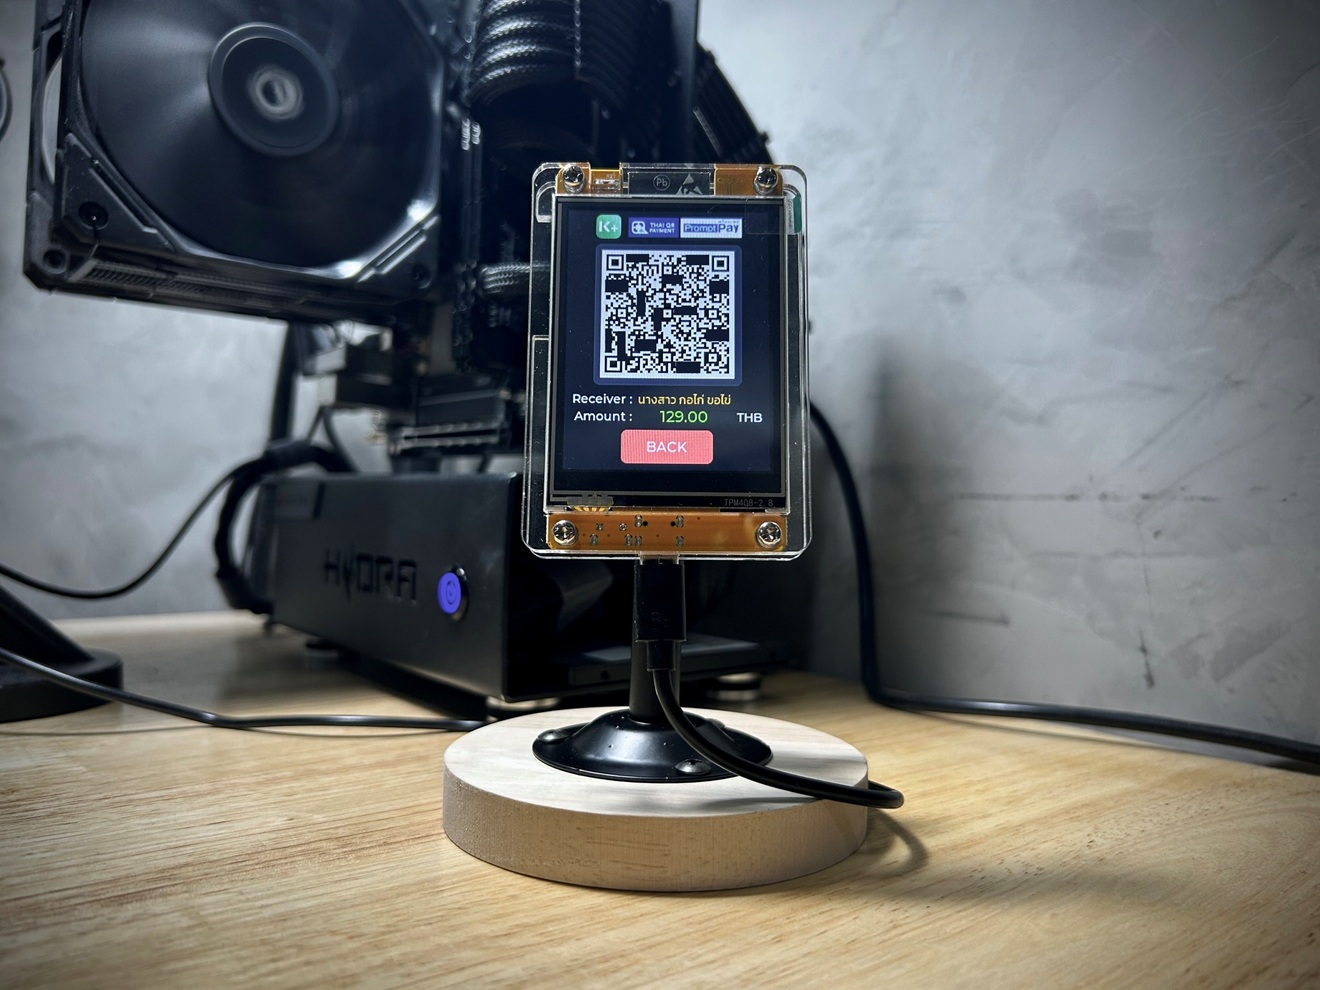 Pb
K+
THAI QR
PAYMENT
PromptPay
Receiver : นางสาว กอไก่ ขอไข่
Amount : 129.00 THB
BACK
TPM408-2.8
HYDRA